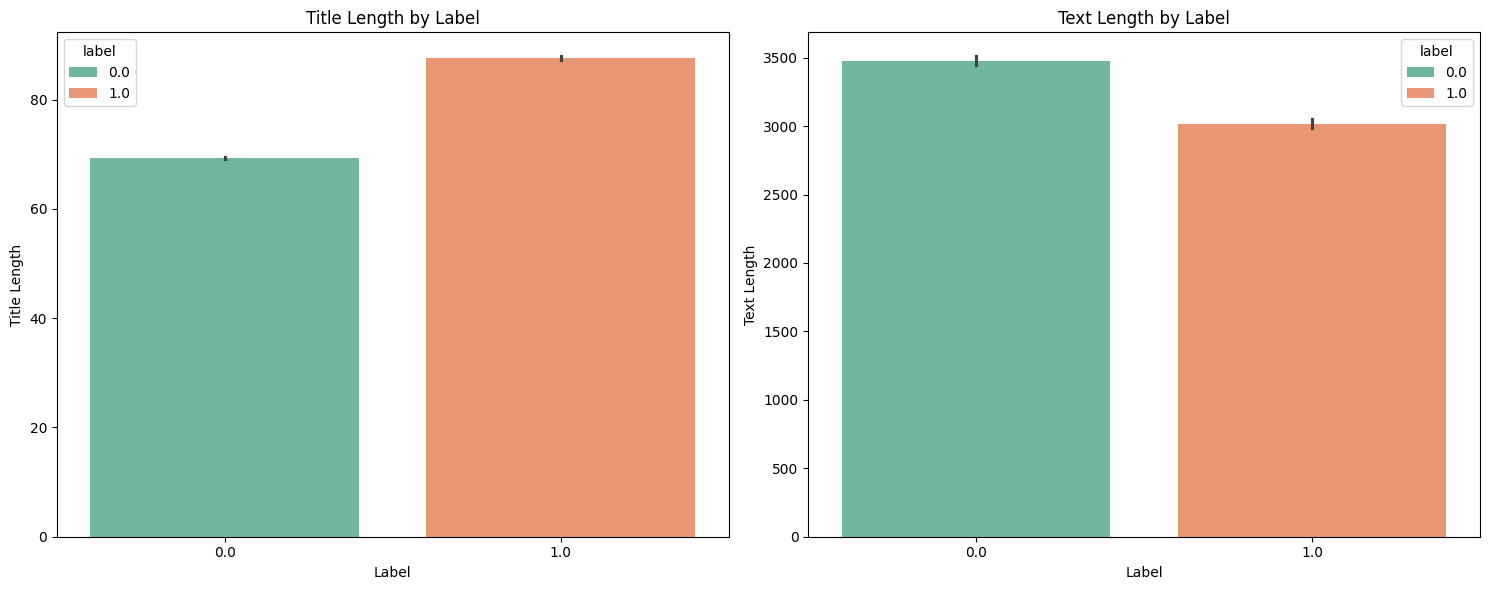 Title Length by Label
label
0.0
1.0
80
60
40
20
0
Title Length
0.0
1.0
Label
Text Length by Label
label
0.0
1.0
3500
3000
2500
2000
1500
1000
500
0
Text Length
0.0
1.0
Label